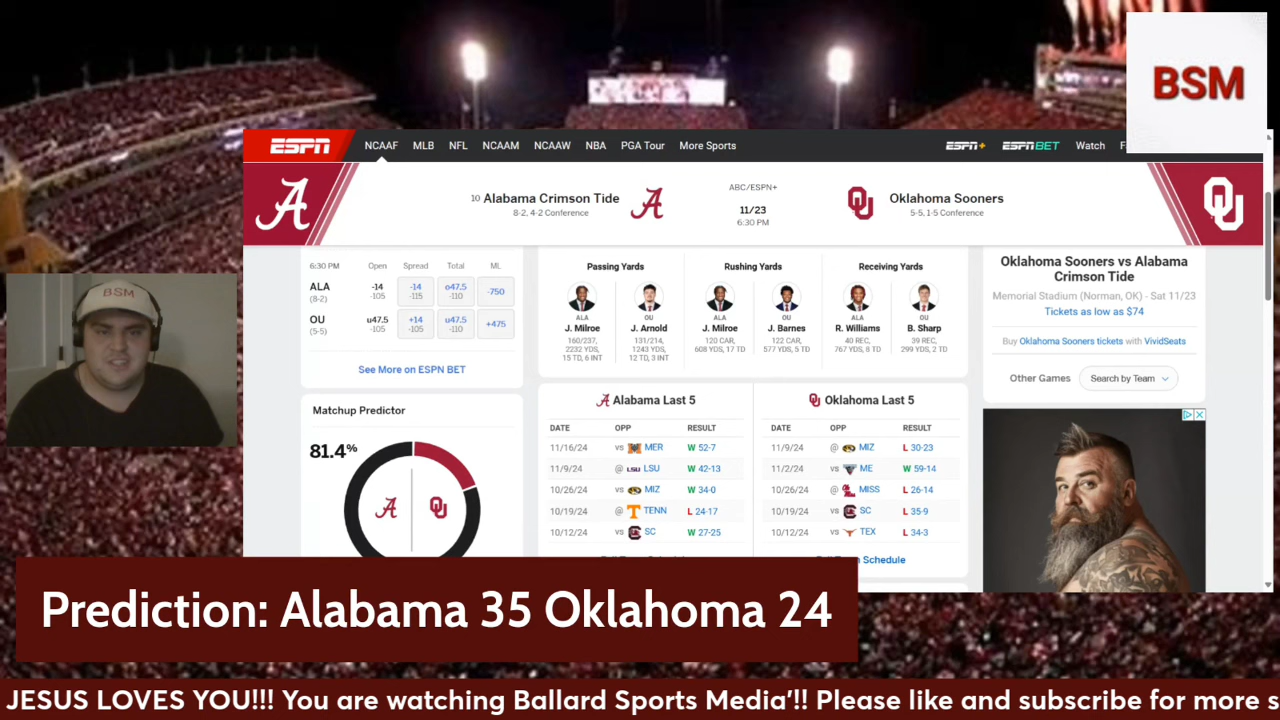 BSM
ESPN NCAAF MLB NFL NCAAM NCAAW NBA PGA Tour More Sports ESPN+ ESPN BET Watch
10 Alabama Crimson Tide
8-2, 4-2 Conference
ABC/ESPN+
11/23
6:30 PM
Oklahoma Sooners
5-5, 1-5 Conference
A
OU
6:30 PM Open Spread Total ML
ALA
(8-2)
-14
-105
-14
-115
o47.5
-110
-750
OU
(5-5)
u47.5
-105
+14
-105
u47.5
-110
+475
See More on ESPN BET
Matchup Predictor
81.4%
Passing Yards
ALA
J. Milroe
160/237,
2232 YDS,
15 TD, 6 INT
OU
J. Arnold
131/214,
1243 YDS,
12 TD, 3 INT
Rushing Yards
ALA
J. Milroe
120 CAR,
608 YDS, 17 TD
OU
J. Barnes
122 CAR,
577 YDS, 5 TD
Receiving Yards
ALA
R. Williams
40 REC,
767 YDS, 8 TD
OU
B. Sharp
39 REC,
299 YDS, 2 TD
Alabama Last 5
DATE OPP RESULT
11/16/24 vs MER W 52-7
11/9/24 @ LSU LSU W 42-13
10/26/24 vs MIZ W 34-0
10/19/24 @ TENN L 24-17
10/12/24 vs SC W 27-25
Oklahoma Last 5
DATE OPP RESULT
11/9/24 @ MIZ L 30-23
11/2/24 vs ME W 59-14
10/26/24 @ MISS L 26-14
10/19/24 vs SC L 35-9
10/12/24 vs TEX L 34-3
Schedule
Oklahoma Sooners vs Alabama
Crimson Tide
Memorial Stadium (Norman, OK) - Sat 11/23
Tickets as low as $74
Buy Oklahoma Sooners tickets with VividSeats
Other Games Search by Team
BSM
Prediction: Alabama 35 Oklahoma 24
JESUS LOVES YOU!!! You are watching Ballard Sports Media'!! Please like and subscribe for more s